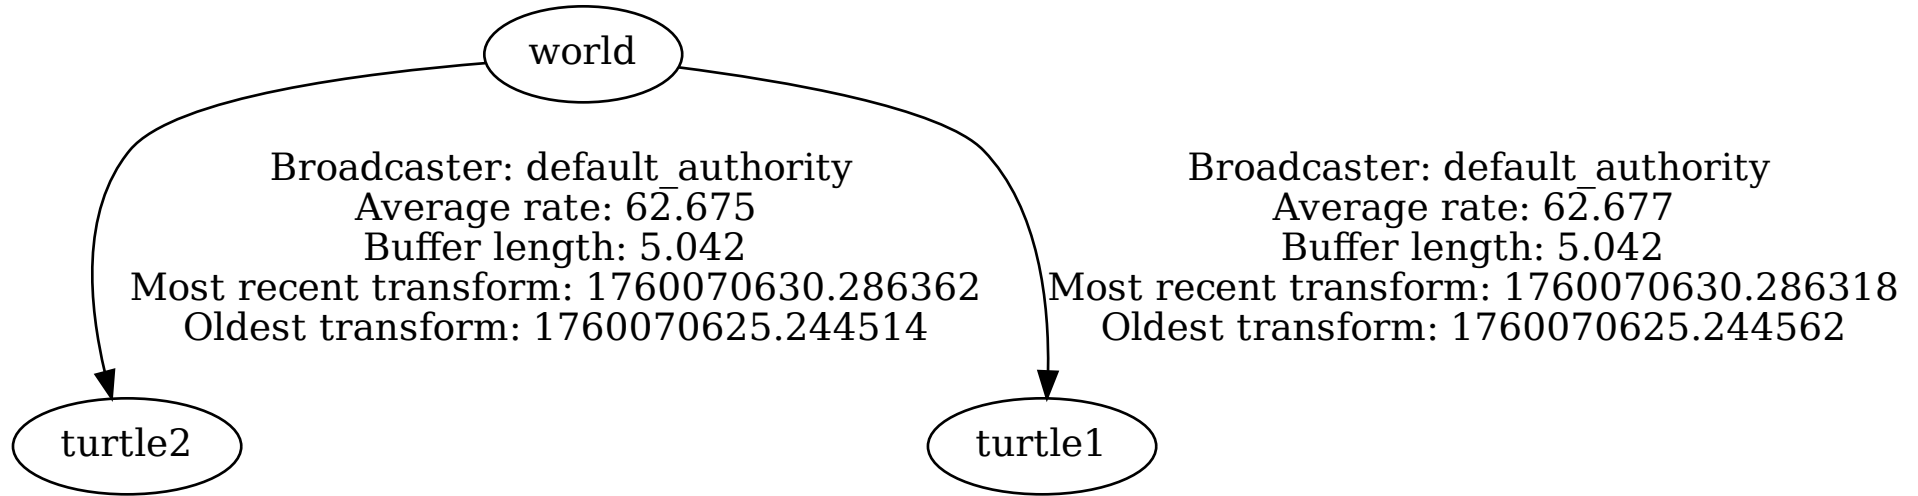 world
Broadcaster: default_authority
Average rate: 62.675
Buffer length: 5.042
Most recent transform: 1760070630.286362
Oldest transform: 1760070625.244514
Broadcaster: default_authority
Average rate: 62.677
Buffer length: 5.042
Most recent transform: 1760070630.286318
Oldest transform: 1760070625.244562
turtle2
turtle1